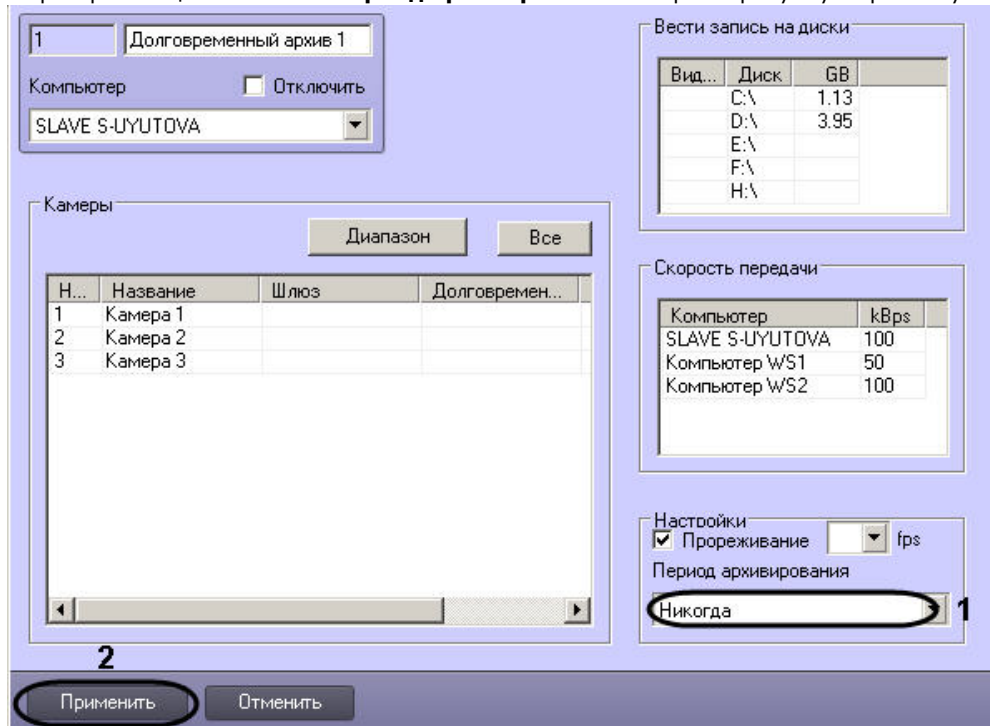 1 Долговременный архив 1
Компьютер Отключить
SLAVE S-UYUTOVA
Вести запись на диски
Вид... Диск GB
C:\ 1.13
D:\ 3.95
E:\
F:\
H:\
Камеры
Диапазон Все
Н... Название Шлюз Долговремен...
1 Камера 1
2 Камера 2
3 Камера 3
Скорость передачи
Компьютер kBps
SLAVE S-UYUTOVA 100
Компьютер WS1 50
Компьютер WS2 100
Настройки
Прореживание fps
Период архивирования
Никогда 1
2
Применить Отменить